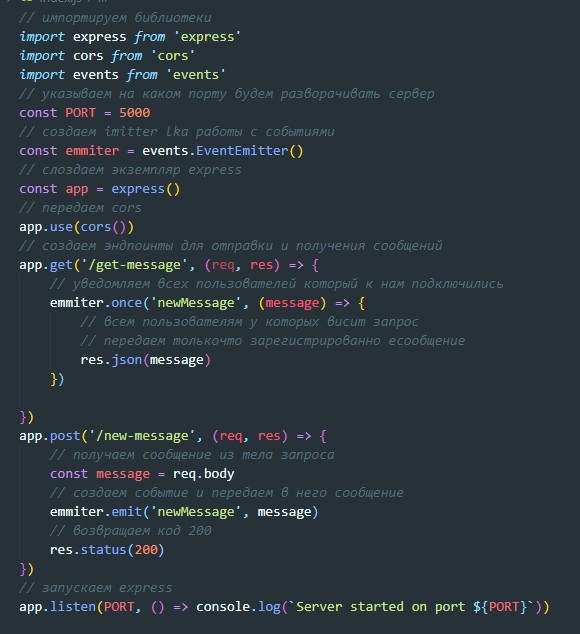 // импортируем библиотеки
import express from 'express'
import cors from 'cors'
import events from 'events'
// указываем на каком порту будем разворачивать сервер
const PORT = 5000
// создаем imitter lka работы с событиями
const emmiter = events.EventEmitter()
// слоздаем экземпляр express
const app = express()
// передаем cors
app.use(cors())
// создаем эндпоинты для отправки и получения сообщений
app.get('/get-message', (req, res) => {
// уведомляем всех пользователей который к нам подключились
emmiter.once('newMessage', (message) => {
// всем пользователям у которых висит запрос
// передаем толькочто зарегистрированно есообщение
res.json(message)
})
})
app.post('/new-message', (req, res) => {
// получаем сообщение из тела запроса
const message = req.body
// создаем событие и передаем в него сообщение
emmiter.emit('newMessage', message)
// возвращаем код 200
res.status(200)
})
// запускаем express
app.listen(PORT, () => console.log(`Server started on port ${PORT}`))